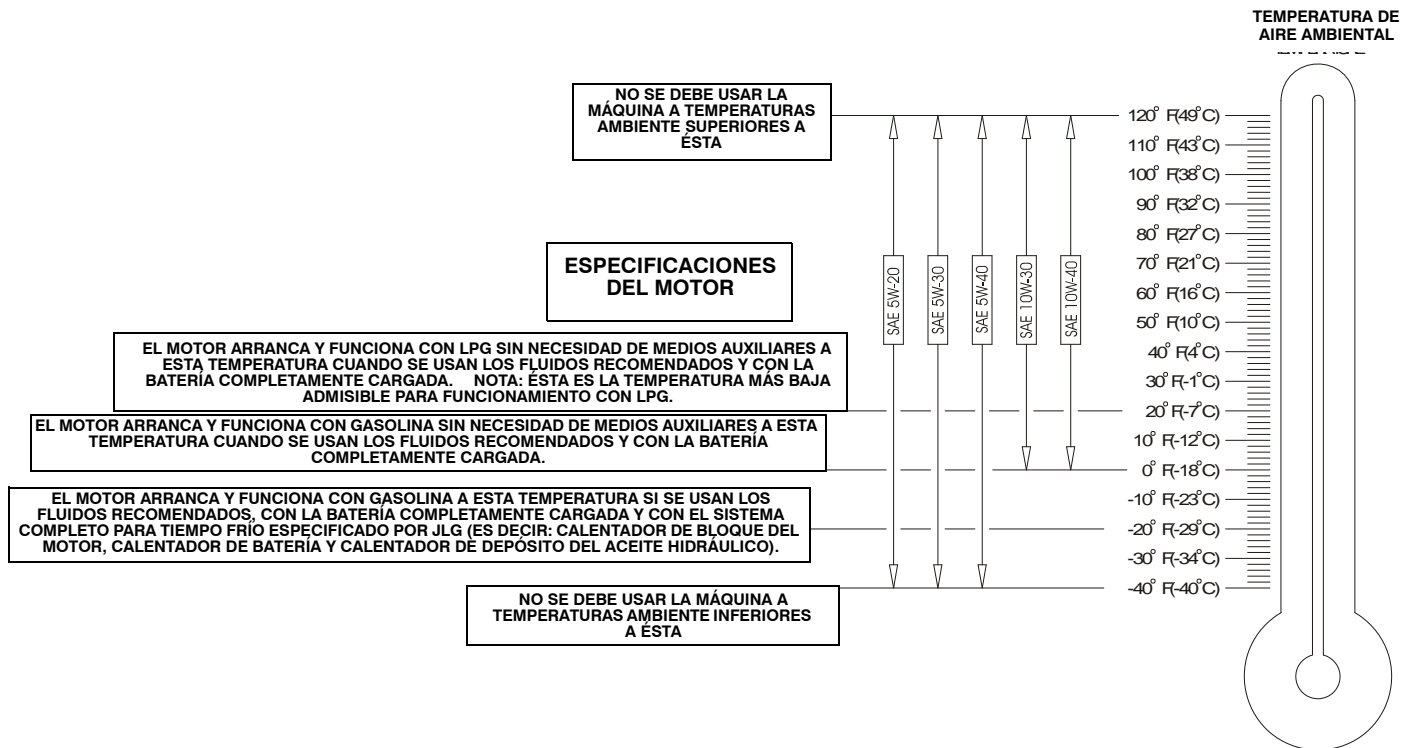 TEMPERATURA DE
AIRE AMBIENTAL
NO SE DEBE USAR LA
MÁQUINA A TEMPERATURAS
AMBIENTE SUPERIORES A
ÉSTA
120° F(49°C)
110° F(43°C)
100° F(38°C)
90° F(32°C)
80° F(27°C)
70° F(21°C)
60° F(16°C)
50° F(10°C)
40° F(4°C)
30° F(-1°C)
20° F(-7°C)
10° F(-12°C)
0° F(-18°C)
-10° F(-23°C)
-20° F(-29°C)
-30° F(-34°C)
-40° F(-40°C)
SAE 5W-20
SAE 5W-30
SAE 5W-40
SAE 10W-30
SAE 10W-40
ESPECIFICACIONES
DEL MOTOR
EL MOTOR ARRANCA Y FUNCIONA CON LPG SIN NECESIDAD DE MEDIOS AUXILIARES A
ESTA TEMPERATURA CUANDO SE USAN LOS FLUIDOS RECOMENDADOS Y CON LA
BATERÍA COMPLETAMENTE CARGADA. NOTA: ÉSTA ES LA TEMPERATURA MÁS BAJA
ADMISIBLE PARA FUNCIONAMIENTO CON LPG.
EL MOTOR ARRANCA Y FUNCIONA CON GASOLINA SIN NECESIDAD DE MEDIOS AUXILIARES A ESTA
TEMPERATURA CUANDO SE USAN LOS FLUIDOS RECOMENDADOS Y CON LA BATERÍA
COMPLETAMENTE CARGADA.
EL MOTOR ARRANCA Y FUNCIONA CON GASOLINA A ESTA TEMPERATURA SI SE USAN LOS
FLUIDOS RECOMENDADOS, CON LA BATERÍA COMPLETAMENTE CARGADA Y CON EL SISTEMA
COMPLETO PARA TIEMPO FRÍO ESPECIFICADO POR JLG (ES DECIR: CALENTADOR DE BLOQUE DEL
MOTOR, CALENTADOR DE BATERÍA Y CALENTADOR DE DEPÓSITO DEL ACEITE HIDRÁULICO).
NO SE DEBE USAR LA MÁQUINA A
TEMPERATURAS AMBIENTE INFERIORES
A ÉSTA